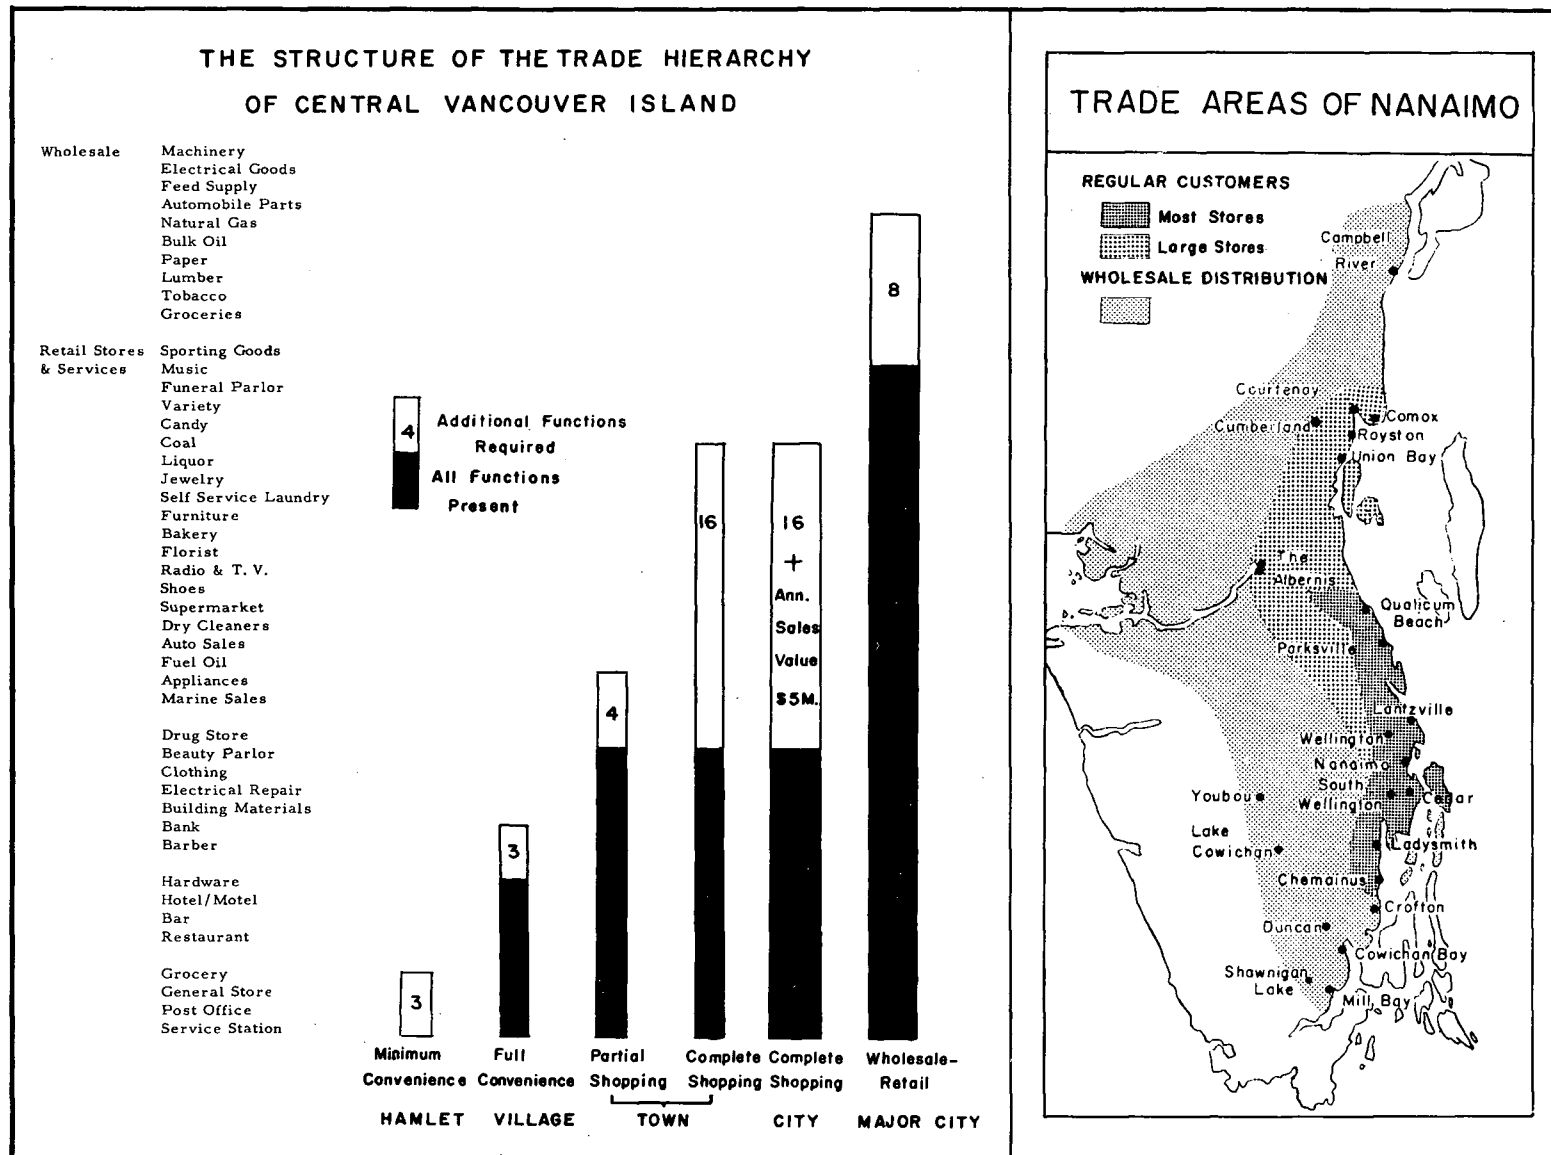 THE STRUCTURE OF THE TRADE HIERARCHY
OF CENTRAL VANCOUVER ISLAND
Wholesale
Machinery
Electrical Goods
Feed Supply
Automobile Parts
Natural Gas
Bulk Oil
Paper
Lumber
Tobacco
Groceries
Retail Stores
& Services
Sporting Goods
Music
Funeral Parlor
Variety
Candy
Coal
Liquor
Jewelry
Self Service Laundry
Furniture
Bakery
Florist
Radio & T. V.
Shoes
Supermarket
Dry Cleaners
Auto Sales
Fuel Oil
Appliances
Marine Sales
Drug Store
Beauty Parlor
Clothing
Electrical Repair
Building Materials
Bank
Barber
Hardware
Hotel/Motel
Bar
Restaurant
Grocery
General Store
Post Office
Service Station
4
Additional Functions
Required
All Functions
Present
3
3
4
16
16
+
Ann.
Sales
Value
$5M.
8
Minimum
Convenience
Full
Convenience
Partial
Shopping
Complete
Shopping
Complete
Shopping
Wholesale-
Retail
HAMLET
VILLAGE
TOWN
CITY
MAJOR CITY
TRADE AREAS OF NANAIMO
REGULAR CUSTOMERS
Most Stores
Large Stores
WHOLESALE DISTRIBUTION
Campbell
River
Courtenay
Comox
Cumberland
Royston
Union Bay
The
Albernis
Qualicum
Beach
Parksville
Lantzville
Wellington
Nanaimo
South
Wellington
Cedar
Youbou
Lake
Cowichan
Ladysmith
Chemainus
Crofton
Duncan
Cowichan Bay
Shawnigan
Lake
Mill Bay